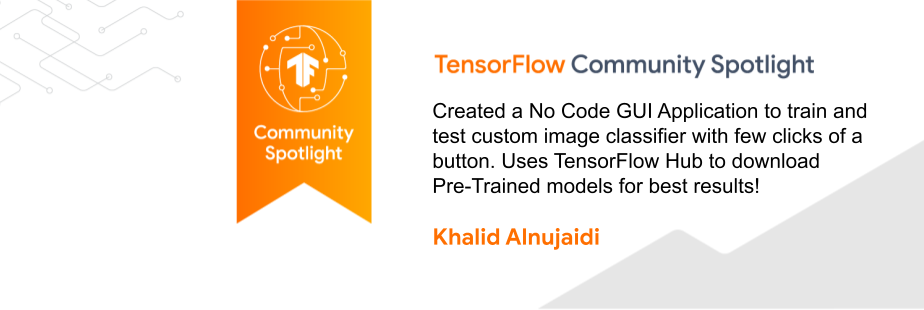 Community
Spotlight
TensorFlow Community Spotlight
Created a No Code GUI Application to train and
test custom image classifier with few clicks of a
button. Uses TensorFlow Hub to download
Pre-Trained models for best results!
Khalid Alnujaidi